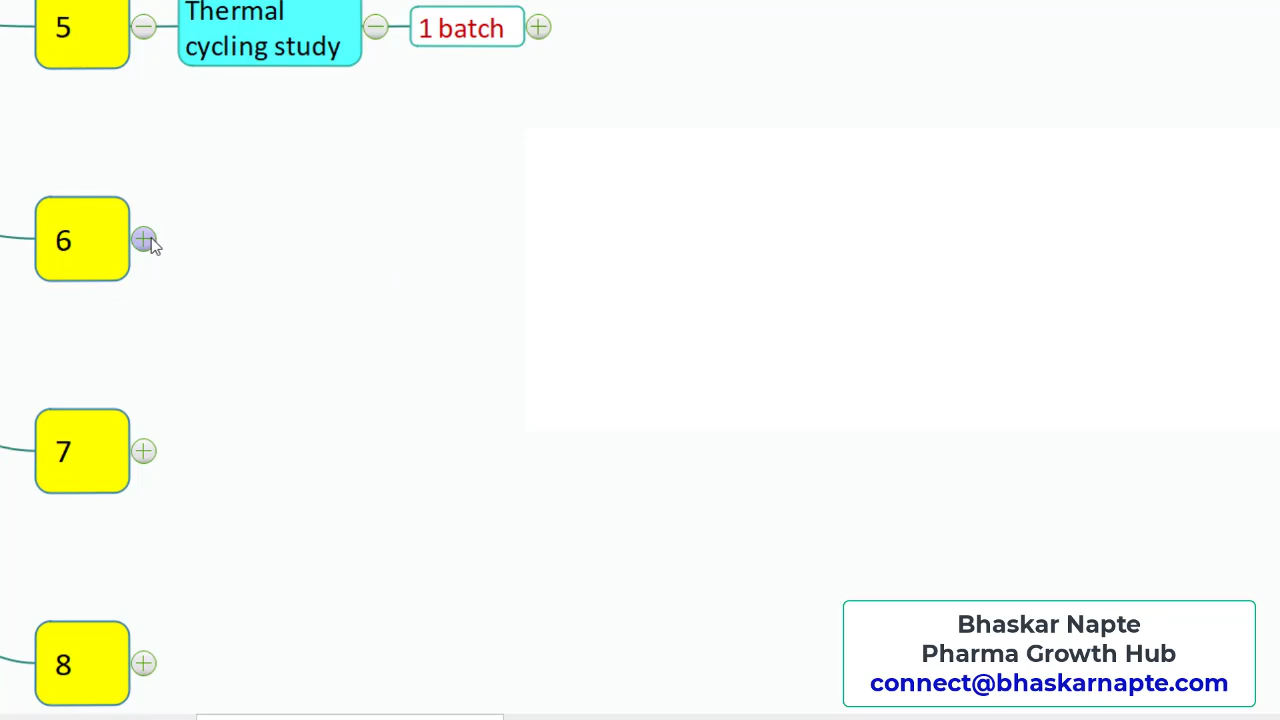 5
Thermal
cycling study
1 batch
6
7
8
Bhaskar Napte
Pharma Growth Hub
connect@bhaskarnapte.com